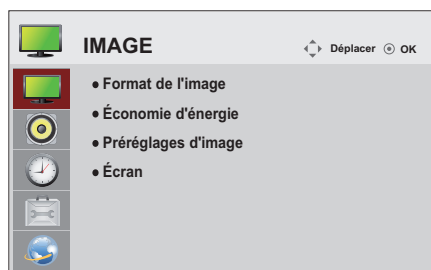 IMAGE
Déplacer OK
● Format de l'image
● Économie d'énergie
● Préréglages d'image
● Écran